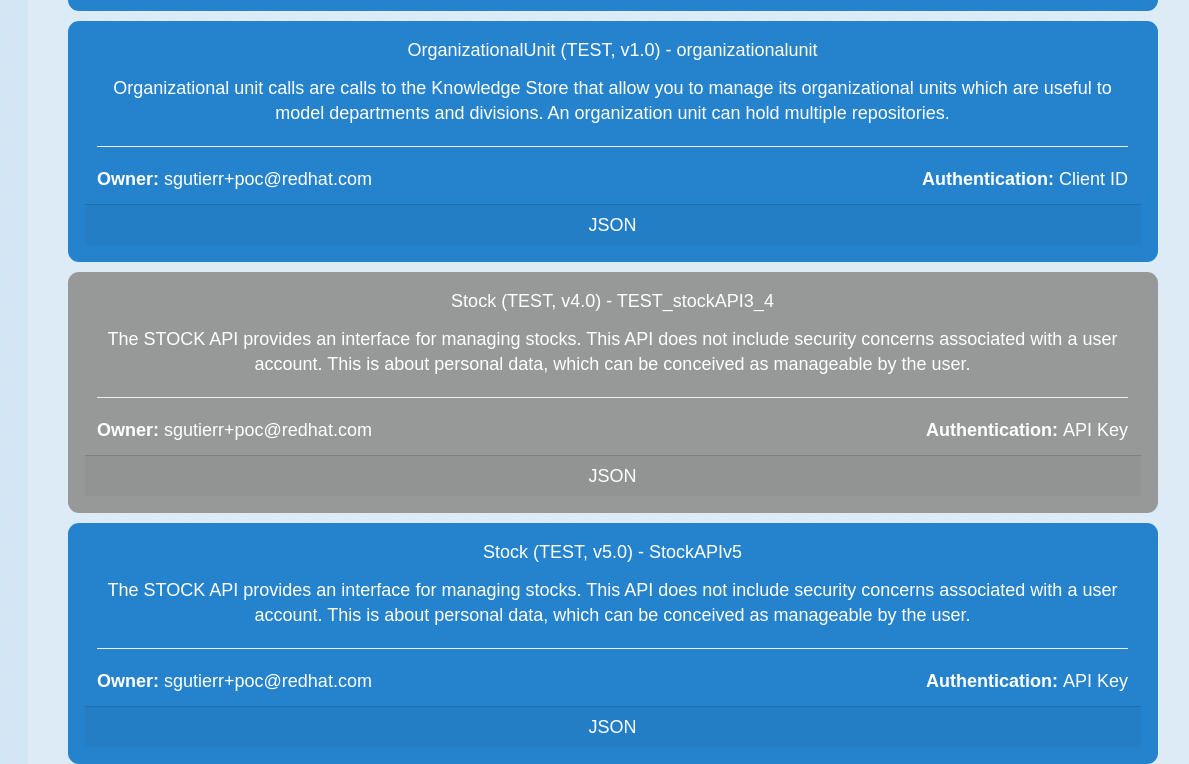 OrganizationalUnit (TEST, v1.0) - organizationalunit
Organizational unit calls are calls to the Knowledge Store that allow you to manage its organizational units which are useful to
model departments and divisions. An organization unit can hold multiple repositories.
Owner: sgutierr+poc@redhat.com Authentication: Client ID
JSON
Stock (TEST, v4.0) - TEST_stockAPI3_4
The STOCK API provides an interface for managing stocks. This API does not include security concerns associated with a user
account. This is about personal data, which can be conceived as manageable by the user.
Owner: sgutierr+poc@redhat.com Authentication: API Key
JSON
Stock (TEST, v5.0) - StockAPIv5
The STOCK API provides an interface for managing stocks. This API does not include security concerns associated with a user
account. This is about personal data, which can be conceived as manageable by the user.
Owner: sgutierr+poc@redhat.com Authentication: API Key
JSON